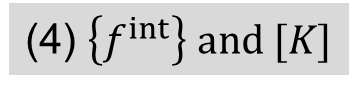 (4) {f^int} and [K]